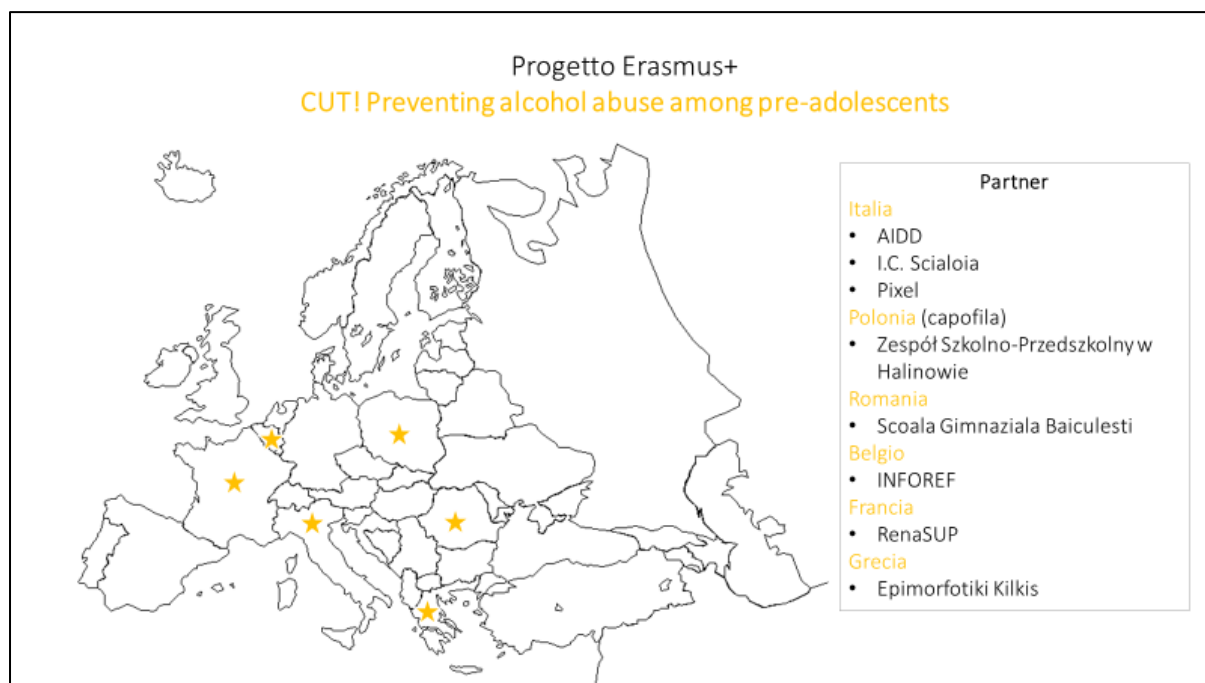 Progetto Erasmus+
CUT! Preventing alcohol abuse among pre-adolescents
Partner
Italia
• AIDD
• I.C. Scialoia
• Pixel
Polonia (capofila)
• Zespół Szkolno-Przedszkolny w
Halinowie
Romania
• Scoala Gimnaziala Baiculesti
Belgio
• INFOREF
Francia
• RenaSUP
Grecia
• Epimorfotiki Kilkis